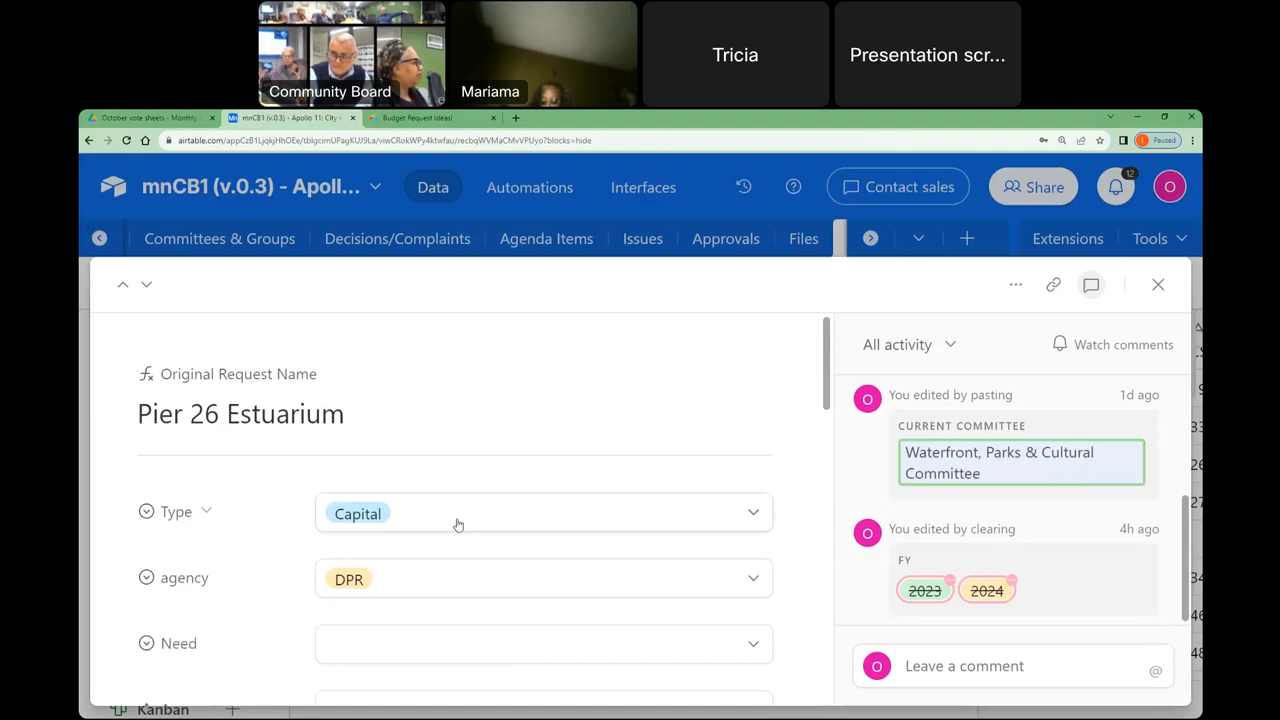 Community Board
Mariama
Tricia
Presentation scr...
October vote sheets - Monthly
mnCB1 (v.0.3) - Apollo 11: City
Budget Request Ideas!
airtable.com/appCzB1LjqkjHhOEe/tblgcimUPagKUJ9La/viwCRokWPy4ktwfau/recbqWVMaCMvVPUyo?blocks=hide
Paused
mnCB1 (v.0.3) - Apoll...
Data
Automations
Interfaces
Contact sales
Share
12
O
Committees & Groups
Decisions/Complaints
Agenda Items
Issues
Approvals
Files
Extensions
Tools
All activity
Watch comments
Original Request Name
Pier 26 Estuarium
O
You edited by pasting
1d ago
CURRENT COMMITTEE
Waterfront, Parks & Cultural
Committee
Type
Capital
O
You edited by clearing
4h ago
FY
2023
2024
agency
DPR
Need
O
Leave a comment
@
Kanban